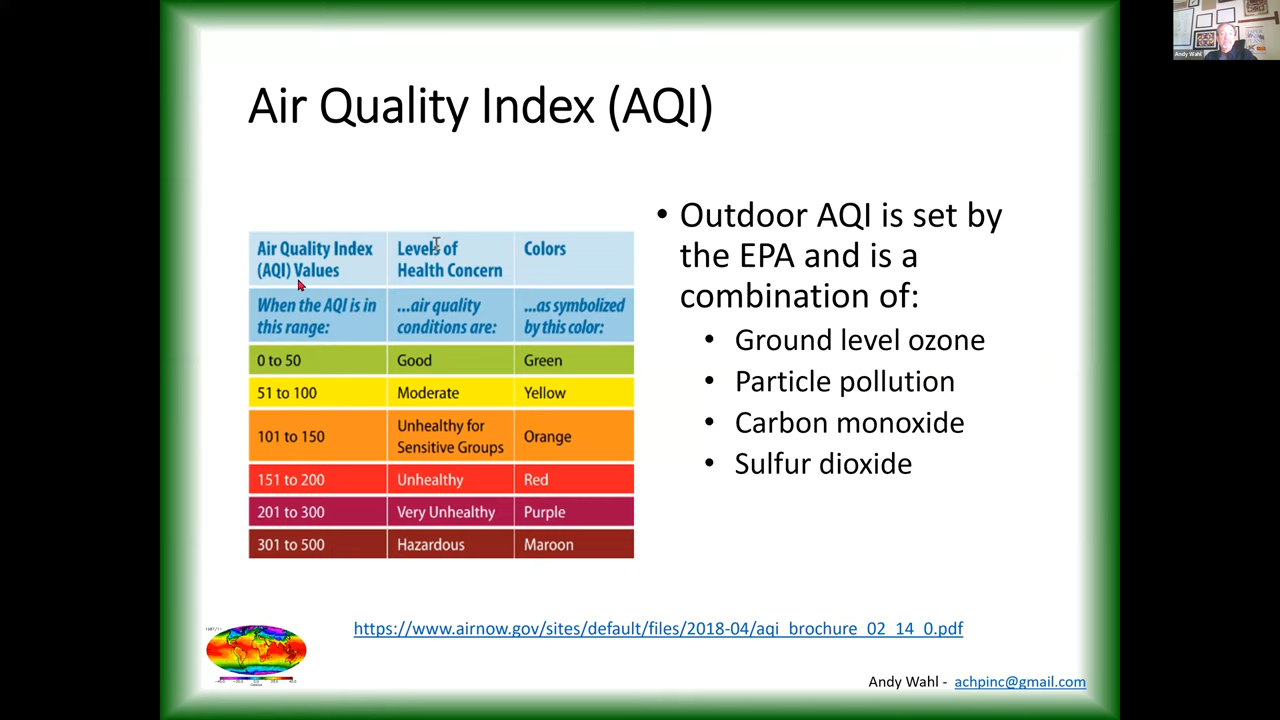 Andy Wahl
Air Quality Index (AQI)
Air Quality Index
(AQI) Values
Levels of
Health Concern
Colors
When the AQI is in
this range:
...air quality
conditions are:
...as symbolized
by this color:
0 to 50
Good
Green
51 to 100
Moderate
Yellow
101 to 150
Unhealthy for
Sensitive Groups
Orange
151 to 200
Unhealthy
Red
201 to 300
Very Unhealthy
Purple
301 to 500
Hazardous
Maroon
• Outdoor AQI is set by
the EPA and is a
combination of:
• Ground level ozone
• Particle pollution
• Carbon monoxide
• Sulfur dioxide
https://www.airnow.gov/sites/default/files/2018-04/aqi_brochure_02_14_0.pdf
Andy Wahl - achpinc@gmail.com